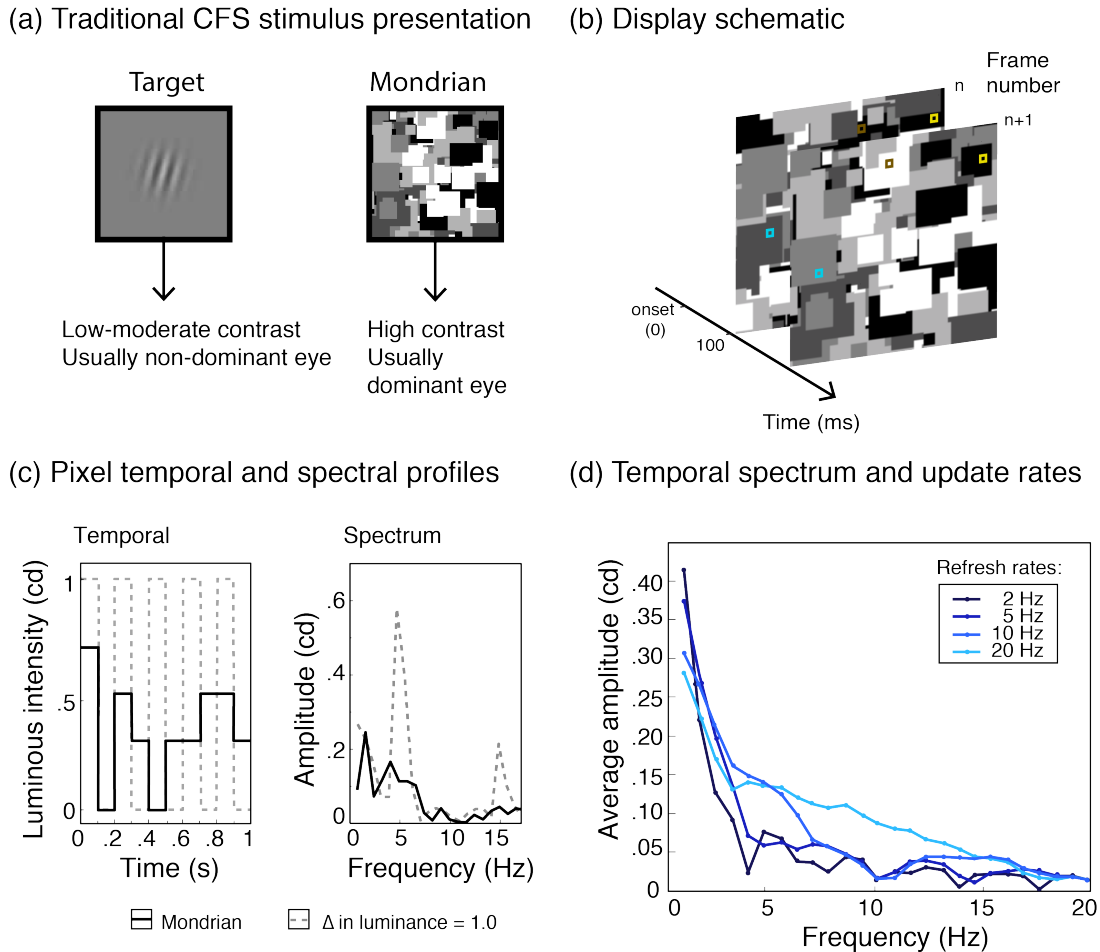 (a) Traditional CFS stimulus presentation
Target
Mondrian
Low-moderate contrast
Usually non-dominant eye
High contrast
Usually
dominant eye
(b) Display schematic
Frame
number
n
n+1
onset
(0)
100
Time (ms)
(c) Pixel temporal and spectral profiles
Temporal
Luminous intensity (cd)
1
.5
0
0 .2 .4 .6 .8 1
Time (s)
Spectrum
Amplitude (cd)
.6
.4
.2
0
0 5 10 15
Frequency (Hz)
Mondrian
Δ in luminance = 1.0
(d) Temporal spectrum and update rates
Average amplitude (cd)
.40
.35
.30
.25
.20
.15
.10
.05
0
0 5 10 15 20
Frequency (Hz)
Refresh rates:
2 Hz
5 Hz
10 Hz
20 Hz